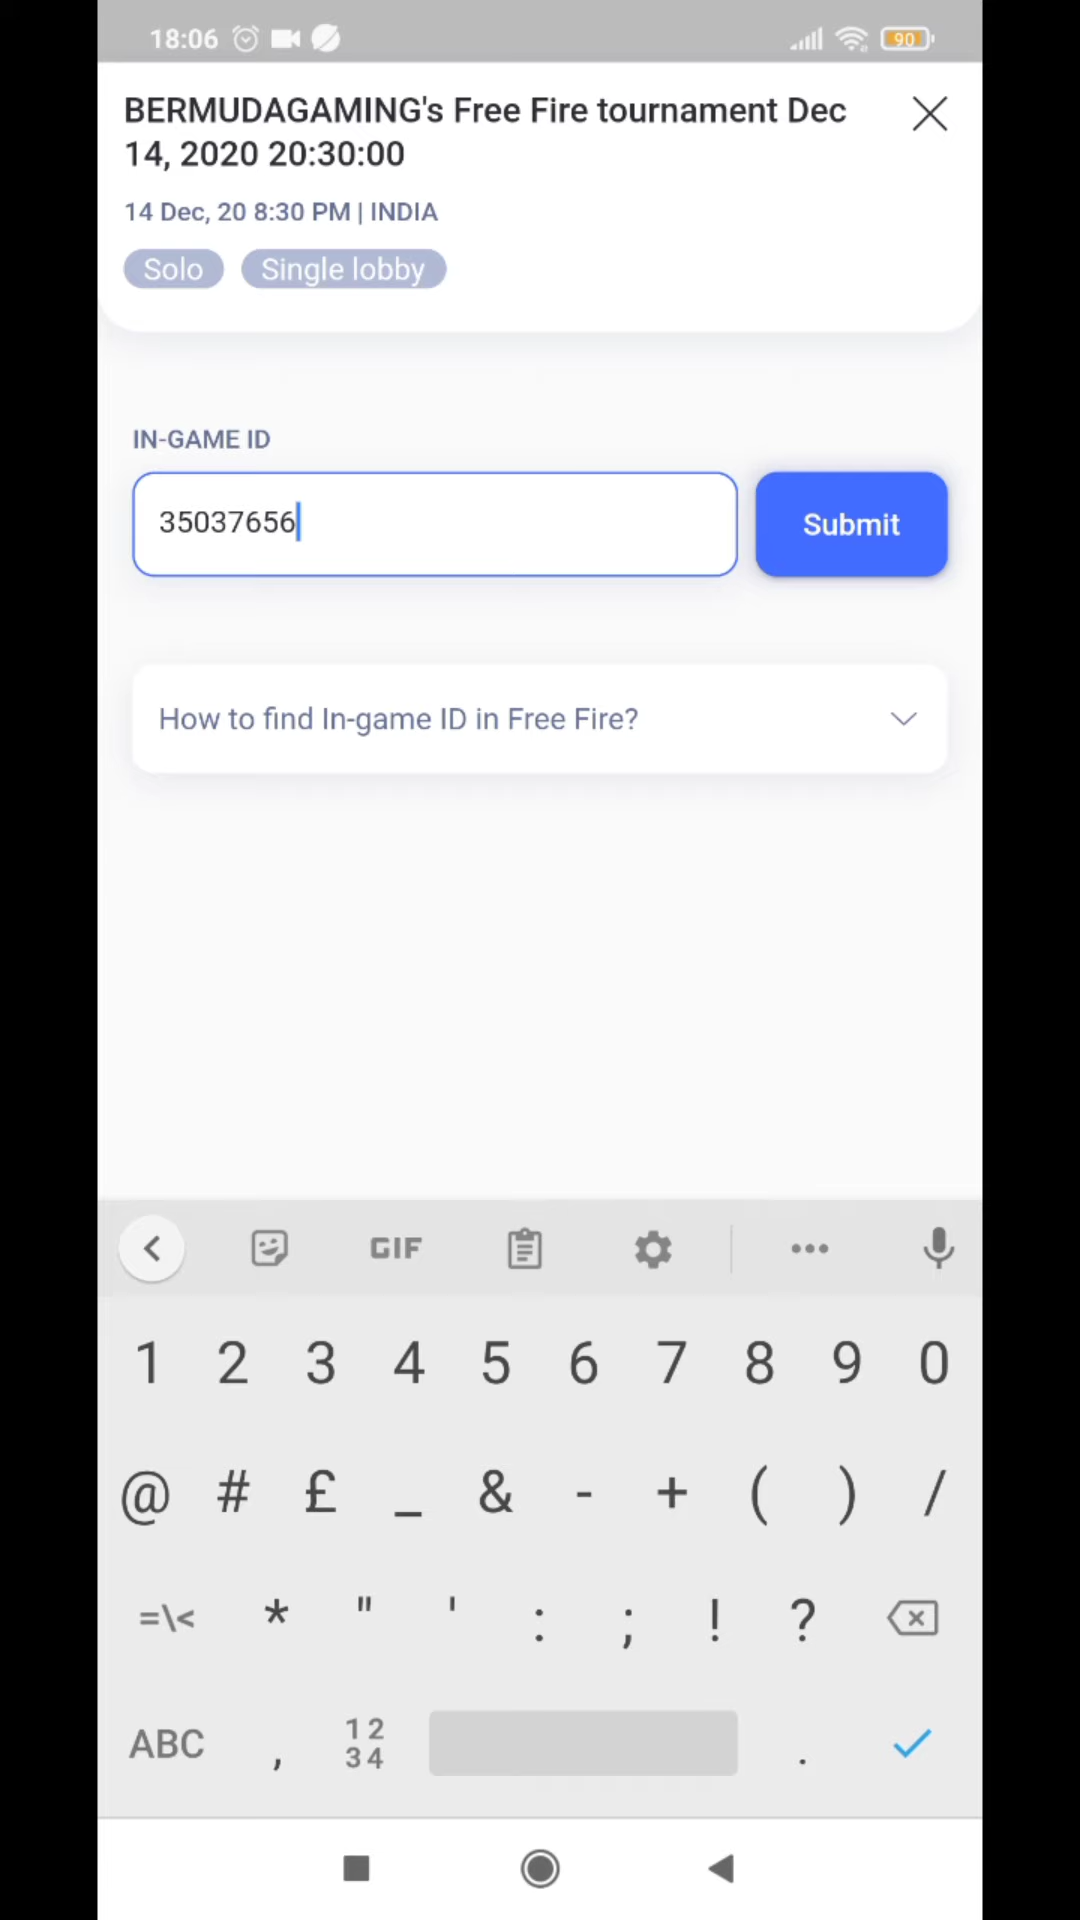 18:06
90
BERMUDAGAMING's Free Fire tournament Dec
14, 2020 20:30:00
14 Dec, 20 8:30 PM | INDIA
Solo Single lobby
IN-GAME ID
35037656 Submit
How to find In-game ID in Free Fire?
GIF
1 2 3 4 5 6 7 8 9 0
@ # £ _ & - + ( ) /
=\< * " ' : ; ! ?
ABC , 12 34 .